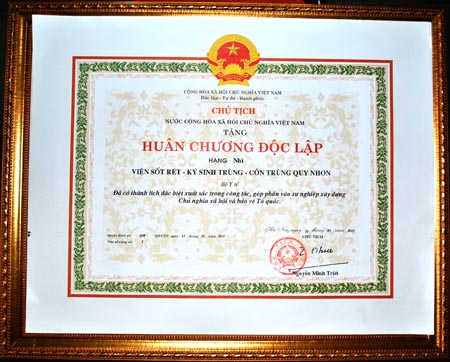 CỘNG HÒA XÃ HỘI CHỦ NGHĨA VIỆT NAM
Độc lập - Tự do - Hạnh phúc
CHỦ TỊCH
NƯỚC CỘNG HÒA XÃ HỘI CHỦ NGHĨA VIỆT NAM
TẶNG
HUÂN CHƯƠNG ĐỘC LẬP
HẠNG Nhì
VIỆN SỐT RÉT - KÝ SINH TRÙNG - CÔN TRÙNG QUY NHƠN
Bộ Y tế
Đã có thành tích đặc biệt xuất sắc trong công tác, góp phần vào sự nghiệp xây dựng
Chủ nghĩa xã hội và bảo vệ Tổ quốc.
CHỦ TỊCH
Nguyễn Minh Triết